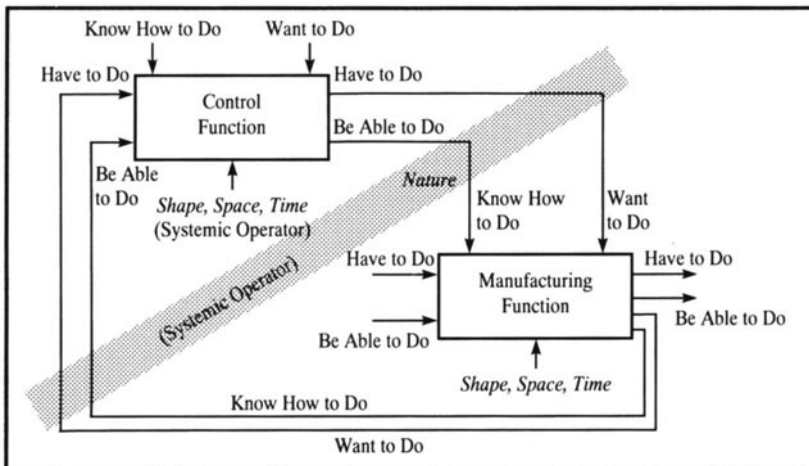 Know How to Do
Want to Do
Have to Do
Have to Do
Control
Function
Be Able to Do
Be Able
to Do
Nature
Shape, Space, Time
(Systemic Operator)
Know How
to Do
Want
to Do
(Systemic Operator)
Have to Do
Have to Do
Manufacturing
Function
Be Able to Do
Be Able to Do
Shape, Space, Time
Know How to Do
Want to Do